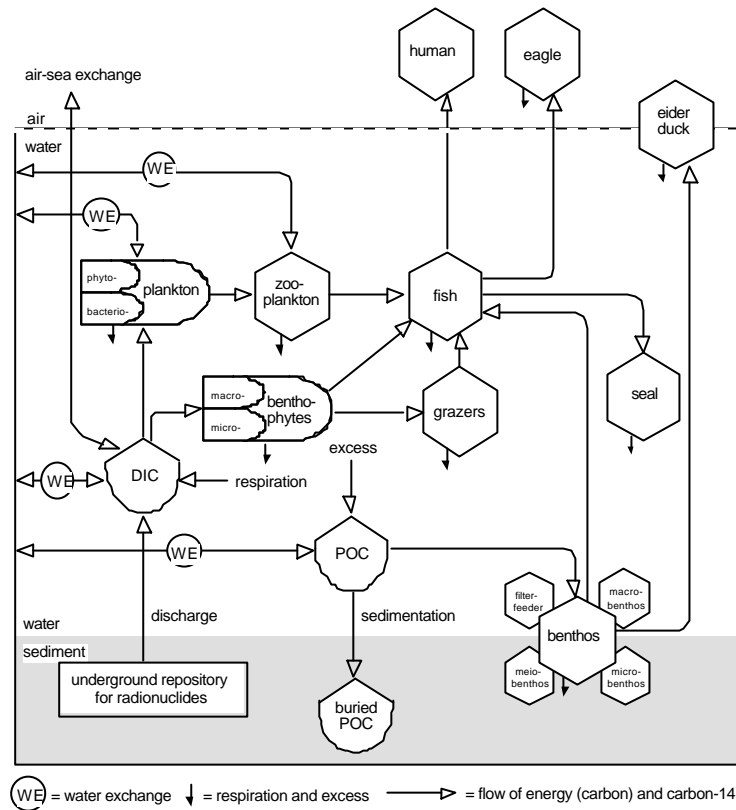 human
eagle
air-sea exchange
eider
duck
air
water
WE
WE
phyto-
plankton
bacterio-
zoo-
plankton
fish
macro-
bentho-
phytes
micro-
grazers
seal
excess
DIC
respiration
WE
WE
POC
filter-
feeder
macro-
benthos
discharge
sedimentation
water
benthos
sediment
underground repository
for radionuclides
meio-
benthos
micro-
benthos
buried
POC
WE = water exchange = respiration and excess = flow of energy (carbon) and carbon-14